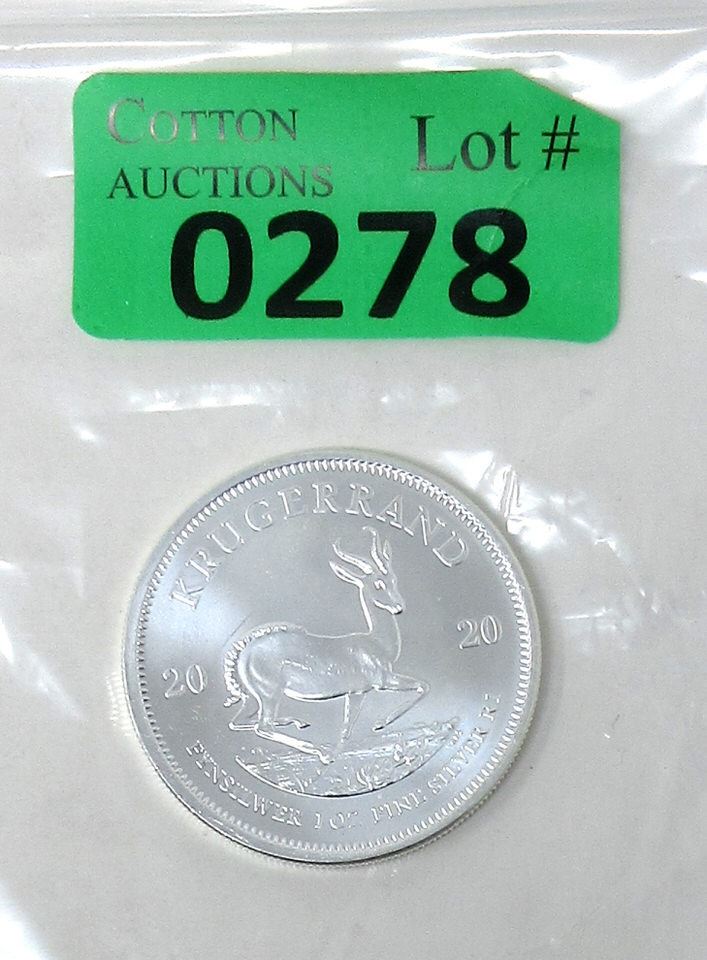 COTTON
AUCTIONS
Lot #
0278
KRUGERRAND
20 20
FYNSILWER 1 OZ FINE SILVER R1